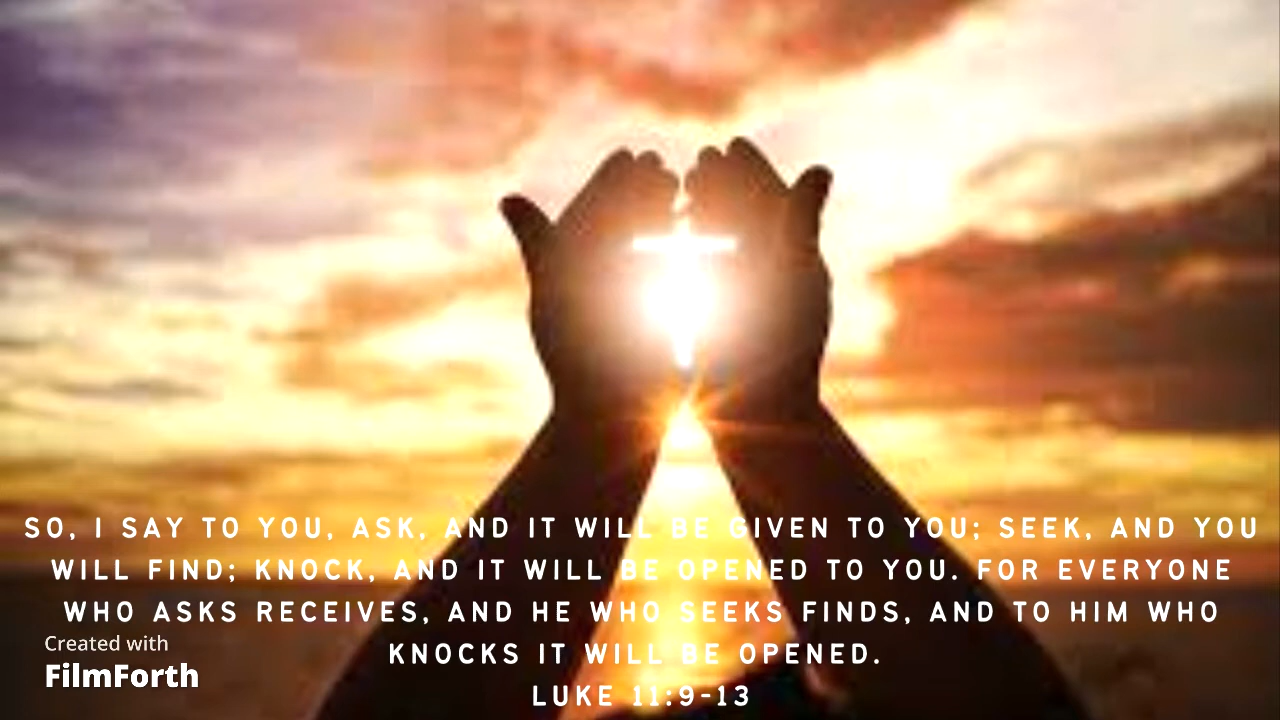 SO, I SAY TO YOU, ASK, AND IT WILL BE GIVEN TO YOU; SEEK, AND YOU
WILL FIND; KNOCK, AND IT WILL BE OPENED TO YOU. FOR EVERYONE
WHO ASKS RECEIVES, AND HE WHO SEEKS FINDS, AND TO HIM WHO
KNOCKS IT WILL BE OPENED.
LUKE 11:9-13
Created with
FilmForth